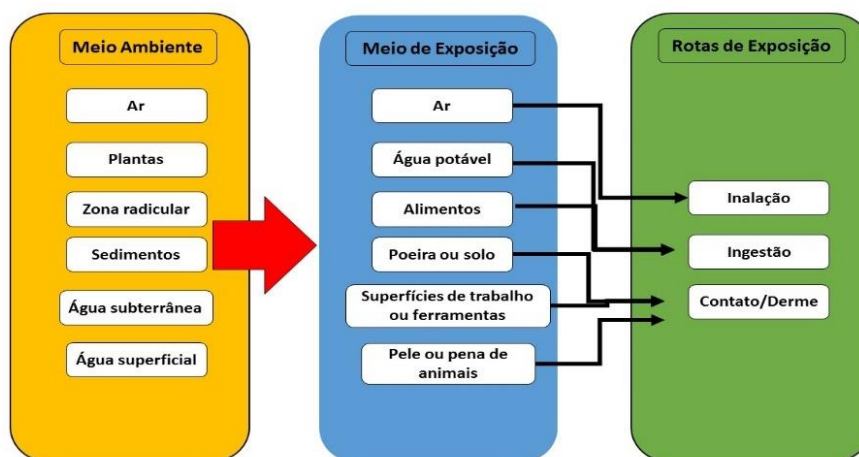 Meio Ambiente
Ar
Plantas
Zona radicular
Sedimentos
Água subterrânea
Água superficial
Meio de Exposição
Ar
Água potável
Alimentos
Poeira ou solo
Superfícies de trabalho
ou ferramentas
Pele ou pena de
animais
Rotas de Exposição
Inalação
Ingestão
Contato/Derme